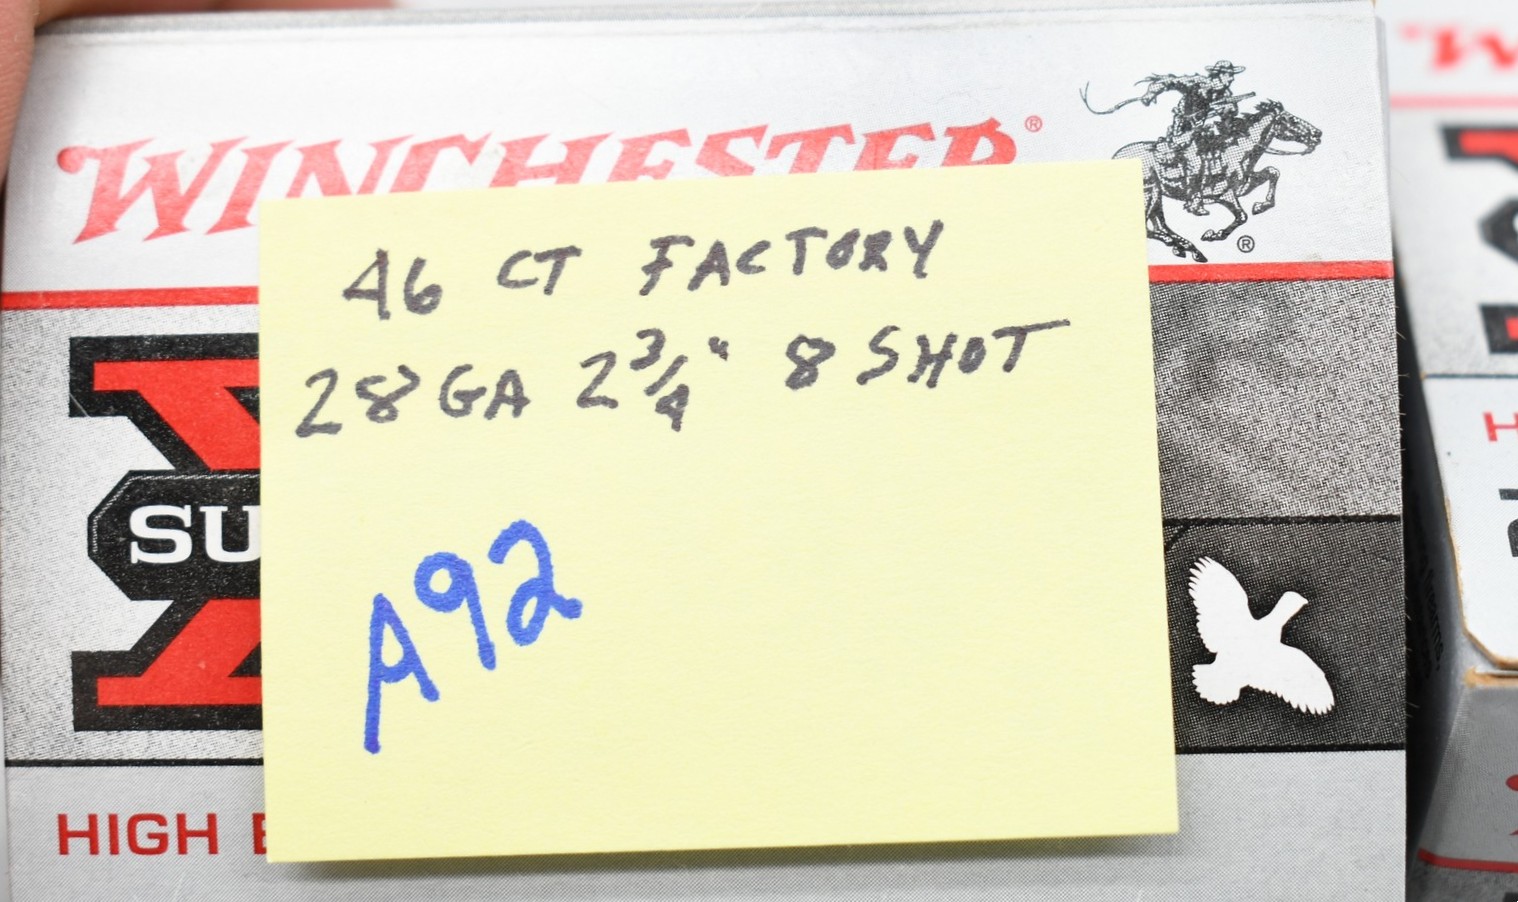 WINCHESTER®
®
46 CT FACTORY
28 GA 2 3/4" 8 SHOT
A92
SU
HIGH
W
H